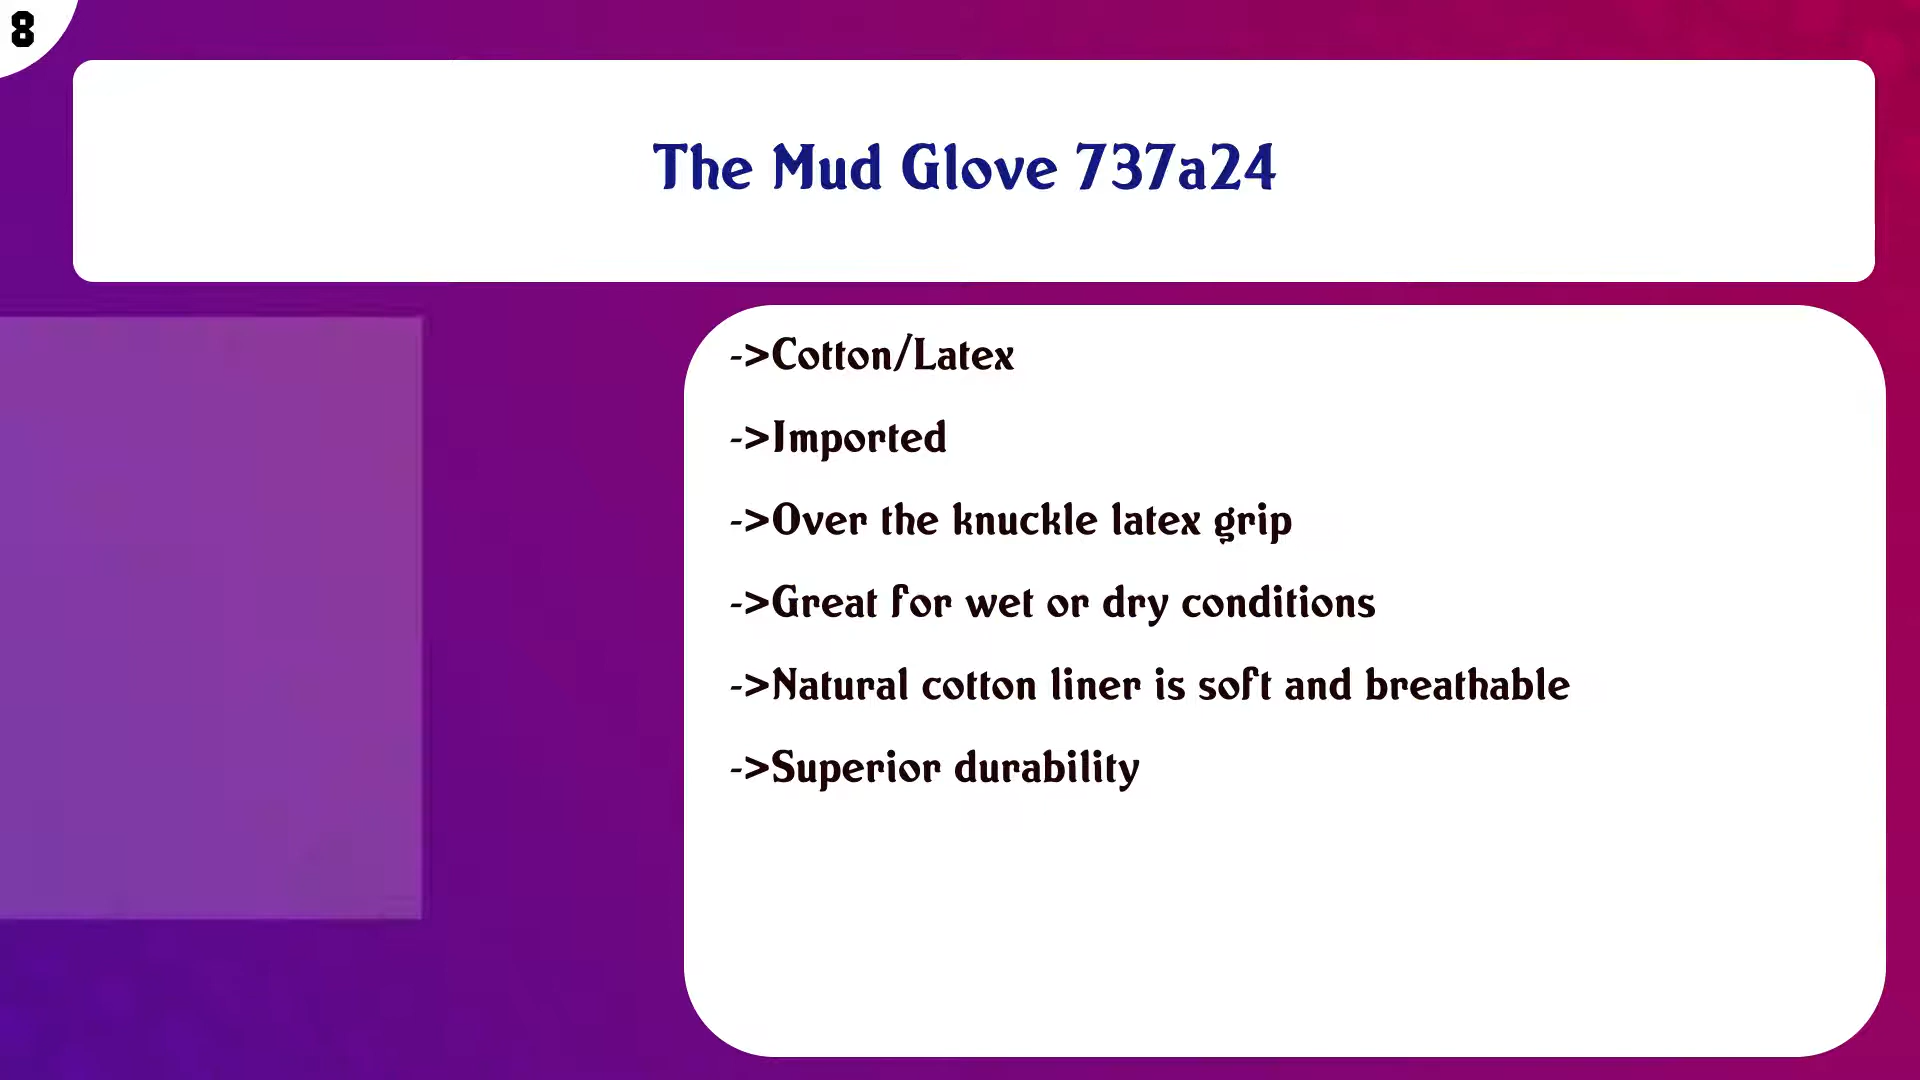 8
The Mud Glove 737a24
->Cotton/Latex
->Imported
->Over the knuckle latex grip
->Great for wet or dry conditions
->Natural cotton liner is soft and breathable
->Superior durability